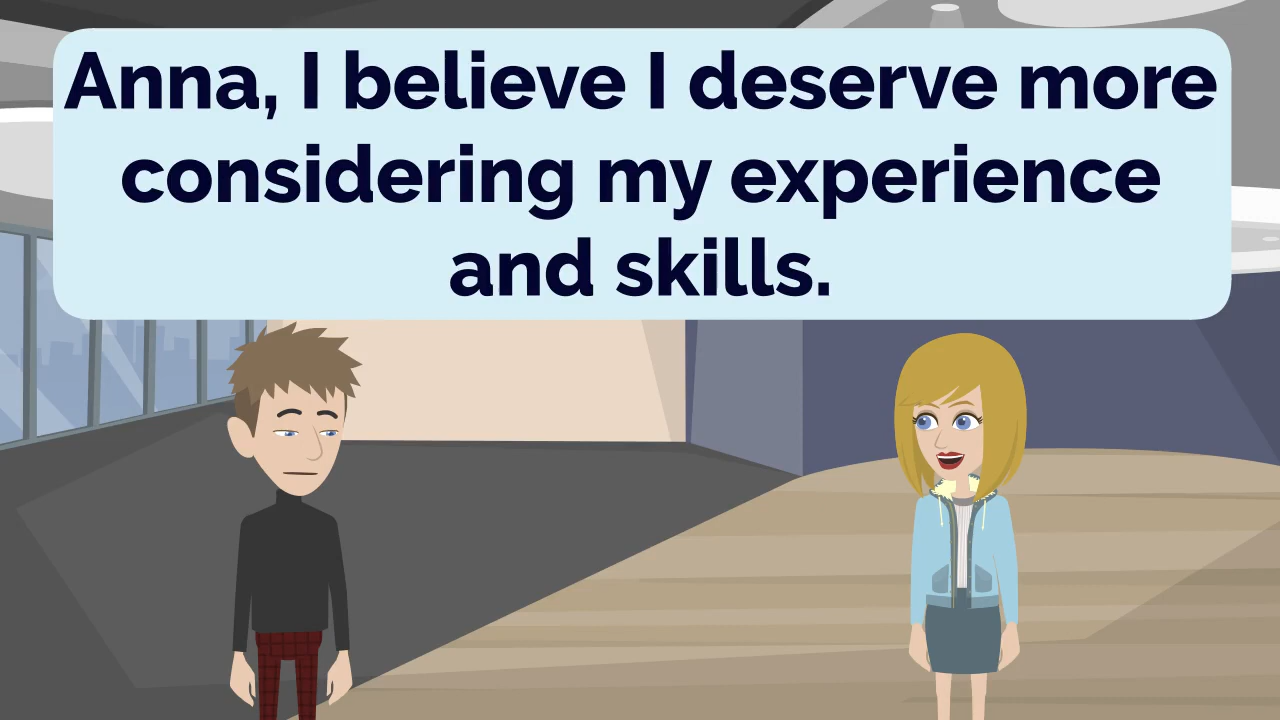 Anna, I believe I deserve more
considering my experience
and skills.